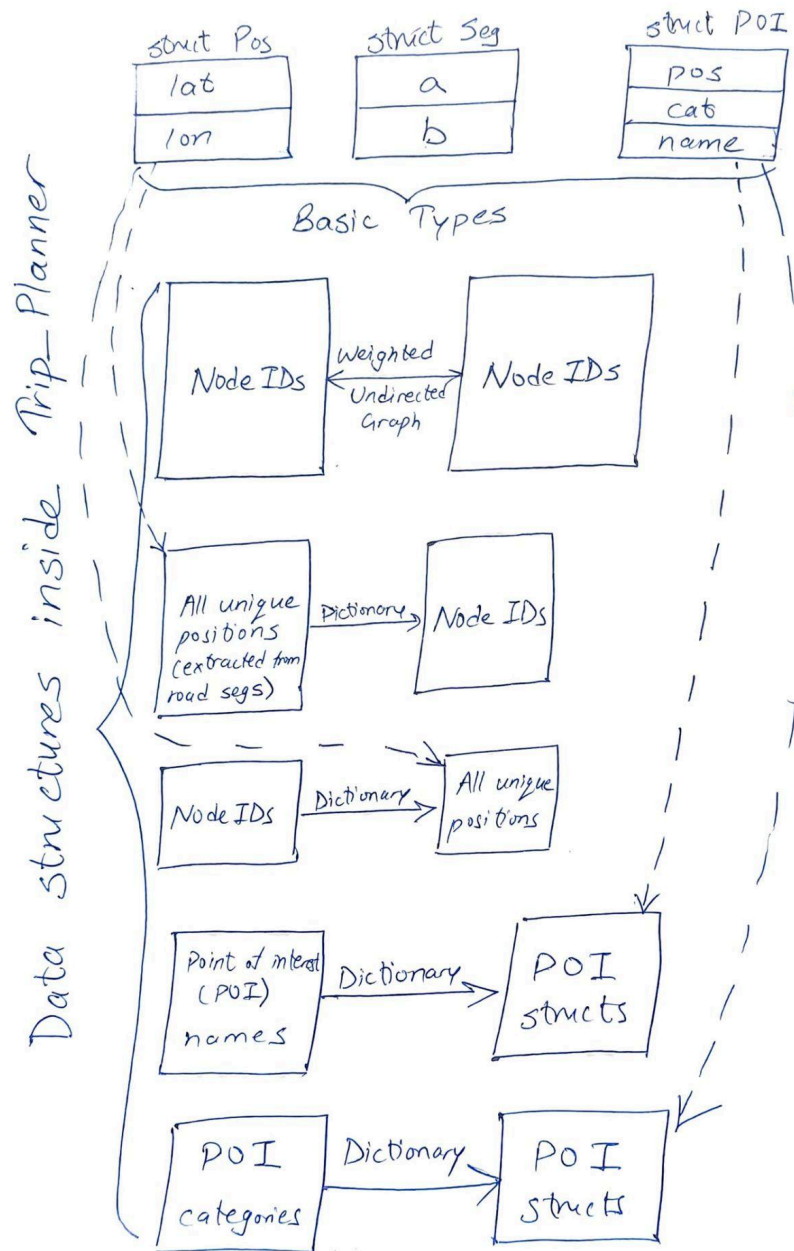 struct Pos
lat
lon
struct Seg
a
b
struct POI
pos
cat
name
Basic Types
Data structures inside Trip_Planner
Node IDs
Weighted
Undirected
Graph
Node IDs
All unique
positions
(extracted from
road segs)
Dictionary
Node IDs
Node IDs
Dictionary
All unique
positions
Point of interest
(POI)
names
Dictionary
POI
structs
POI
categories
Dictionary
POI
structs